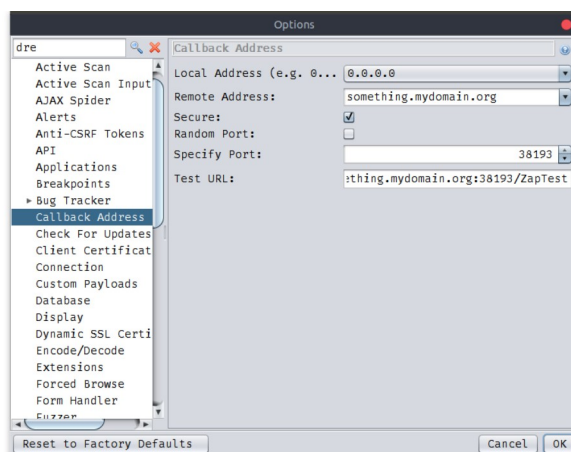 Options
dre
Callback Address
Active Scan
Active Scan Input
AJAX Spider
Alerts
Anti-CSRF Tokens
API
Applications
Breakpoints
Bug Tracker
Callback Address
Check For Updates
Client Certificat
Connection
Custom Payloads
Database
Display
Dynamic SSL Certi
Encode/Decode
Extensions
Forced Browse
Form Handler
Fuzzer
Local Address (e.g. 0... 0.0.0.0
Remote Address: something.mydomain.org
Secure:
Random Port:
Specify Port: 38193
Test URL: ething.mydomain.org:38193/ZapTest
Reset to Factory Defaults
Cancel
OK